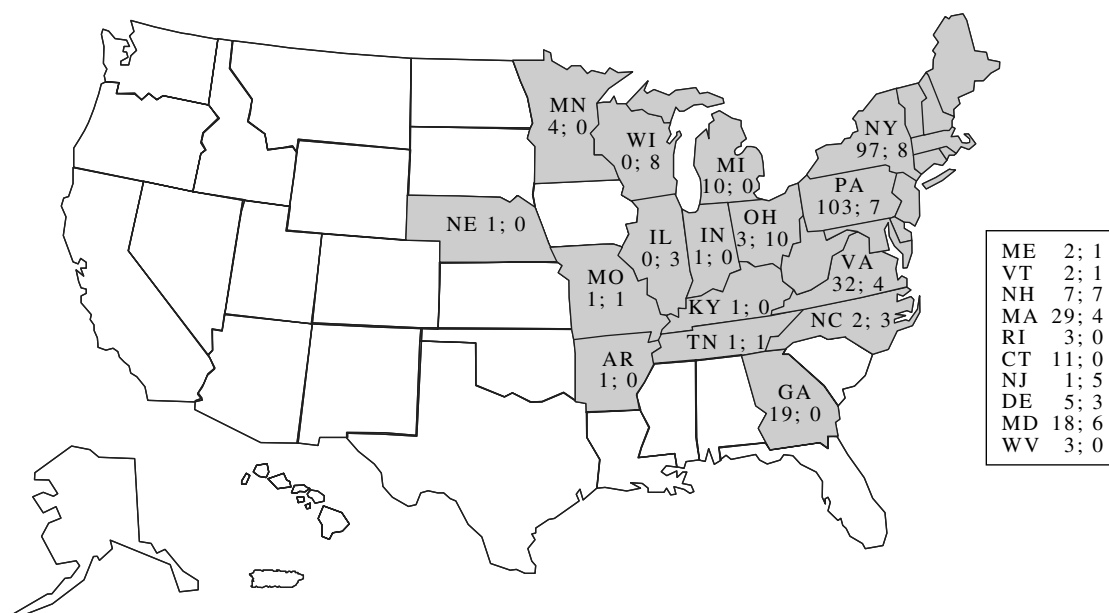 MN
4; 0
WI
0; 8
MI
10; 0
NY
97; 8
PA
103; 7
NE 1; 0
IL
0; 3
IN
1; 0
OH
3; 10
MO
1; 1
KY 1; 0
VA
32; 4
NC 2; 3
TN 1; 1
AR
1; 0
GA
19; 0
ME 2; 1
VT 2; 1
NH 7; 7
MA 29; 4
RI 3; 0
CT 11; 0
NJ 1; 5
DE 5; 3
MD 18; 6
WV 3; 0